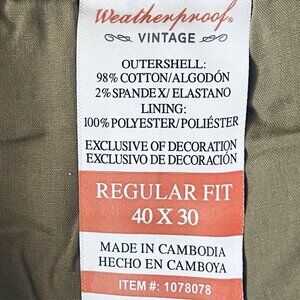 Weatherproof®
VINTAGE
OUTERSHELL:
98% COTTON/ALGODÓN
2% SPANDEX/ ELASTANO
LINING:
100% POLYESTER/POLIÉSTER
EXCLUSIVE OF DECORATION
EXCLUSIVO DE DECORACIÓN
REGULAR FIT
40 X 30
MADE IN CAMBODIA
HECHO EN CAMBOYA
ITEM #: 1078078